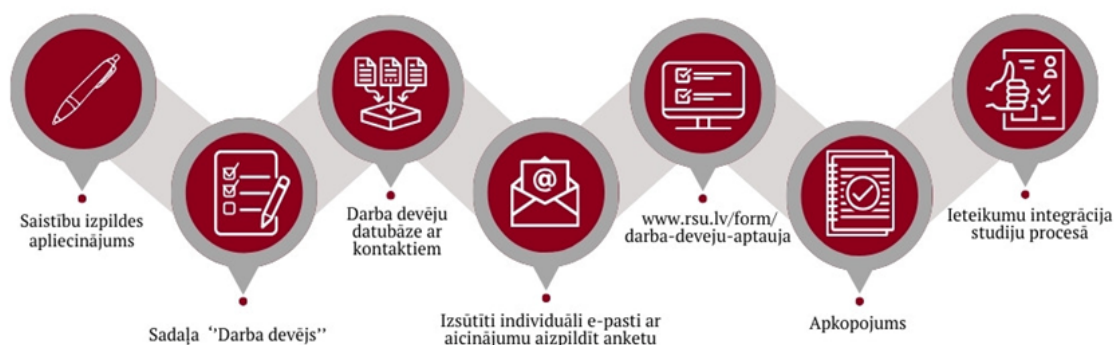 Saistību izpildes
apliecinājums
Sadaļa ‘’Darba devējs’’
Darba devēju
datubāze ar
kontaktiem
@
Izsūtīti individuāli e-pasti ar
aicinājumu aizpildīt anketu
www.rsu.lv/form/
darba-deveju-aptauja
Apkopojums
Ieteikumu integrācija
studiju procesā